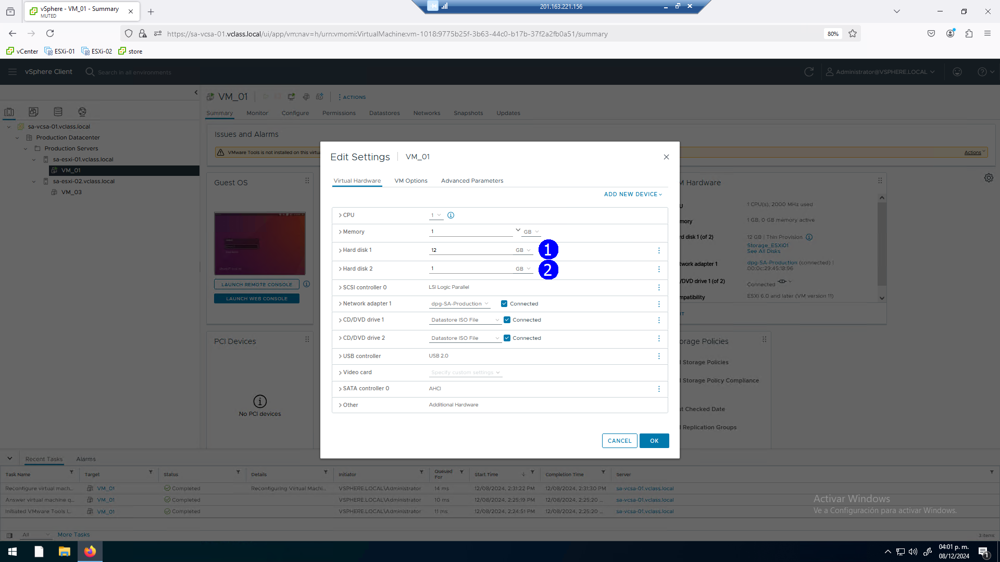 vSphere - VM_01 - Summary
MUTED
201.163.221.156
https://sa-vcsa-01.vclass.local/ui/app/vm;nav=h/urn:vmomi:VirtualMachine:vm-1018:9775b25f-3b63-44c0-b17b-37f2a2fb0a51/summary
80%
vCenter
ESXi-01
ESXi-02
store
vSphere Client
Search in all environments
Administrator@VSPHERE.LOCAL
VM_01
ACTIONS
Summary
Monitor
Configure
Permissions
Datastores
Networks
Snapshots
Updates
sa-vcsa-01.vclass.local
Production Datacenter
Production Servers
sa-esxi-01.vclass.local
VM_01
sa-esxi-02.vclass.local
VM_03
Issues and Alarms
VMware Tools is not installed on this virtu
Actions
Guest OS
LAUNCH REMOTE CONSOLE
LAUNCH WEB CONSOLE
PCI Devices
No PCI devices
Edit Settings
VM_01
Virtual Hardware
VM Options
Advanced Parameters
ADD NEW DEVICE
CPU
1
Memory
1
GB
Hard disk 1
12
GB
1
Hard disk 2
1
GB
2
SCSI controller 0
LSI Logic Parallel
Network adapter 1
dpg-SA-Production
Connected
CD/DVD drive 1
Datastore ISO File
Connected
CD/DVD drive 2
Datastore ISO File
Connected
USB controller
USB 2.0
Video card
Specify custom settings
SATA controller 0
AHCI
Other
Additional Hardware
CANCEL
OK
M Hardware
U
1 CPU(s), 2000 MHz used
mory
1 GB, 0 GB memory active
rd disk 1 (of 2)
12 GB | Thin Provision
Storage_ESXi01
See All Disks
twork adapter 1
dpg-SA-Production (connected) |
00:0c:29:45:18:96
/DVD drive 1 (of 2)
Connected
mpatibility
ESXi 6.0 and later (VM version 11)
IT
orage Policies
Storage Policies
Storage Policy Compliance
st Checked Date
Replication Groups
Recent Tasks
Alarms
Task Name
Target
Status
Details
Initiator
Queued For
Start Time
Completion Time
Server
Reconfigure virtual mach...
VM_01
Completed
Reconfiguring Virtual Machi...
VSPHERE.LOCAL\Administrator
14 ms
12/08/2024, 2:31:22 PM
12/08/2024, 2:31:30 PM
sa-vcsa-01.vclass.local
Answer virtual machine q...
VM_01
Completed
VSPHERE.LOCAL\Administrator
10 ms
12/08/2024, 2:25:19 PM
12/08/2024, 2:25:20 ...
sa-vcsa-01.vclass.local
Initiated VMware Tools I...
VM_01
Completed
VSPHERE.LOCAL\Administrator
11 ms
12/08/2024, 2:24:51 PM
12/08/2024, 2:25:20 ...
sa-vcsa-01.vclass.local
Activar Windows
Ve a Configuración para activar Windows.
All
More Tasks
3 items
04:01 p. m.
08/12/2024
1